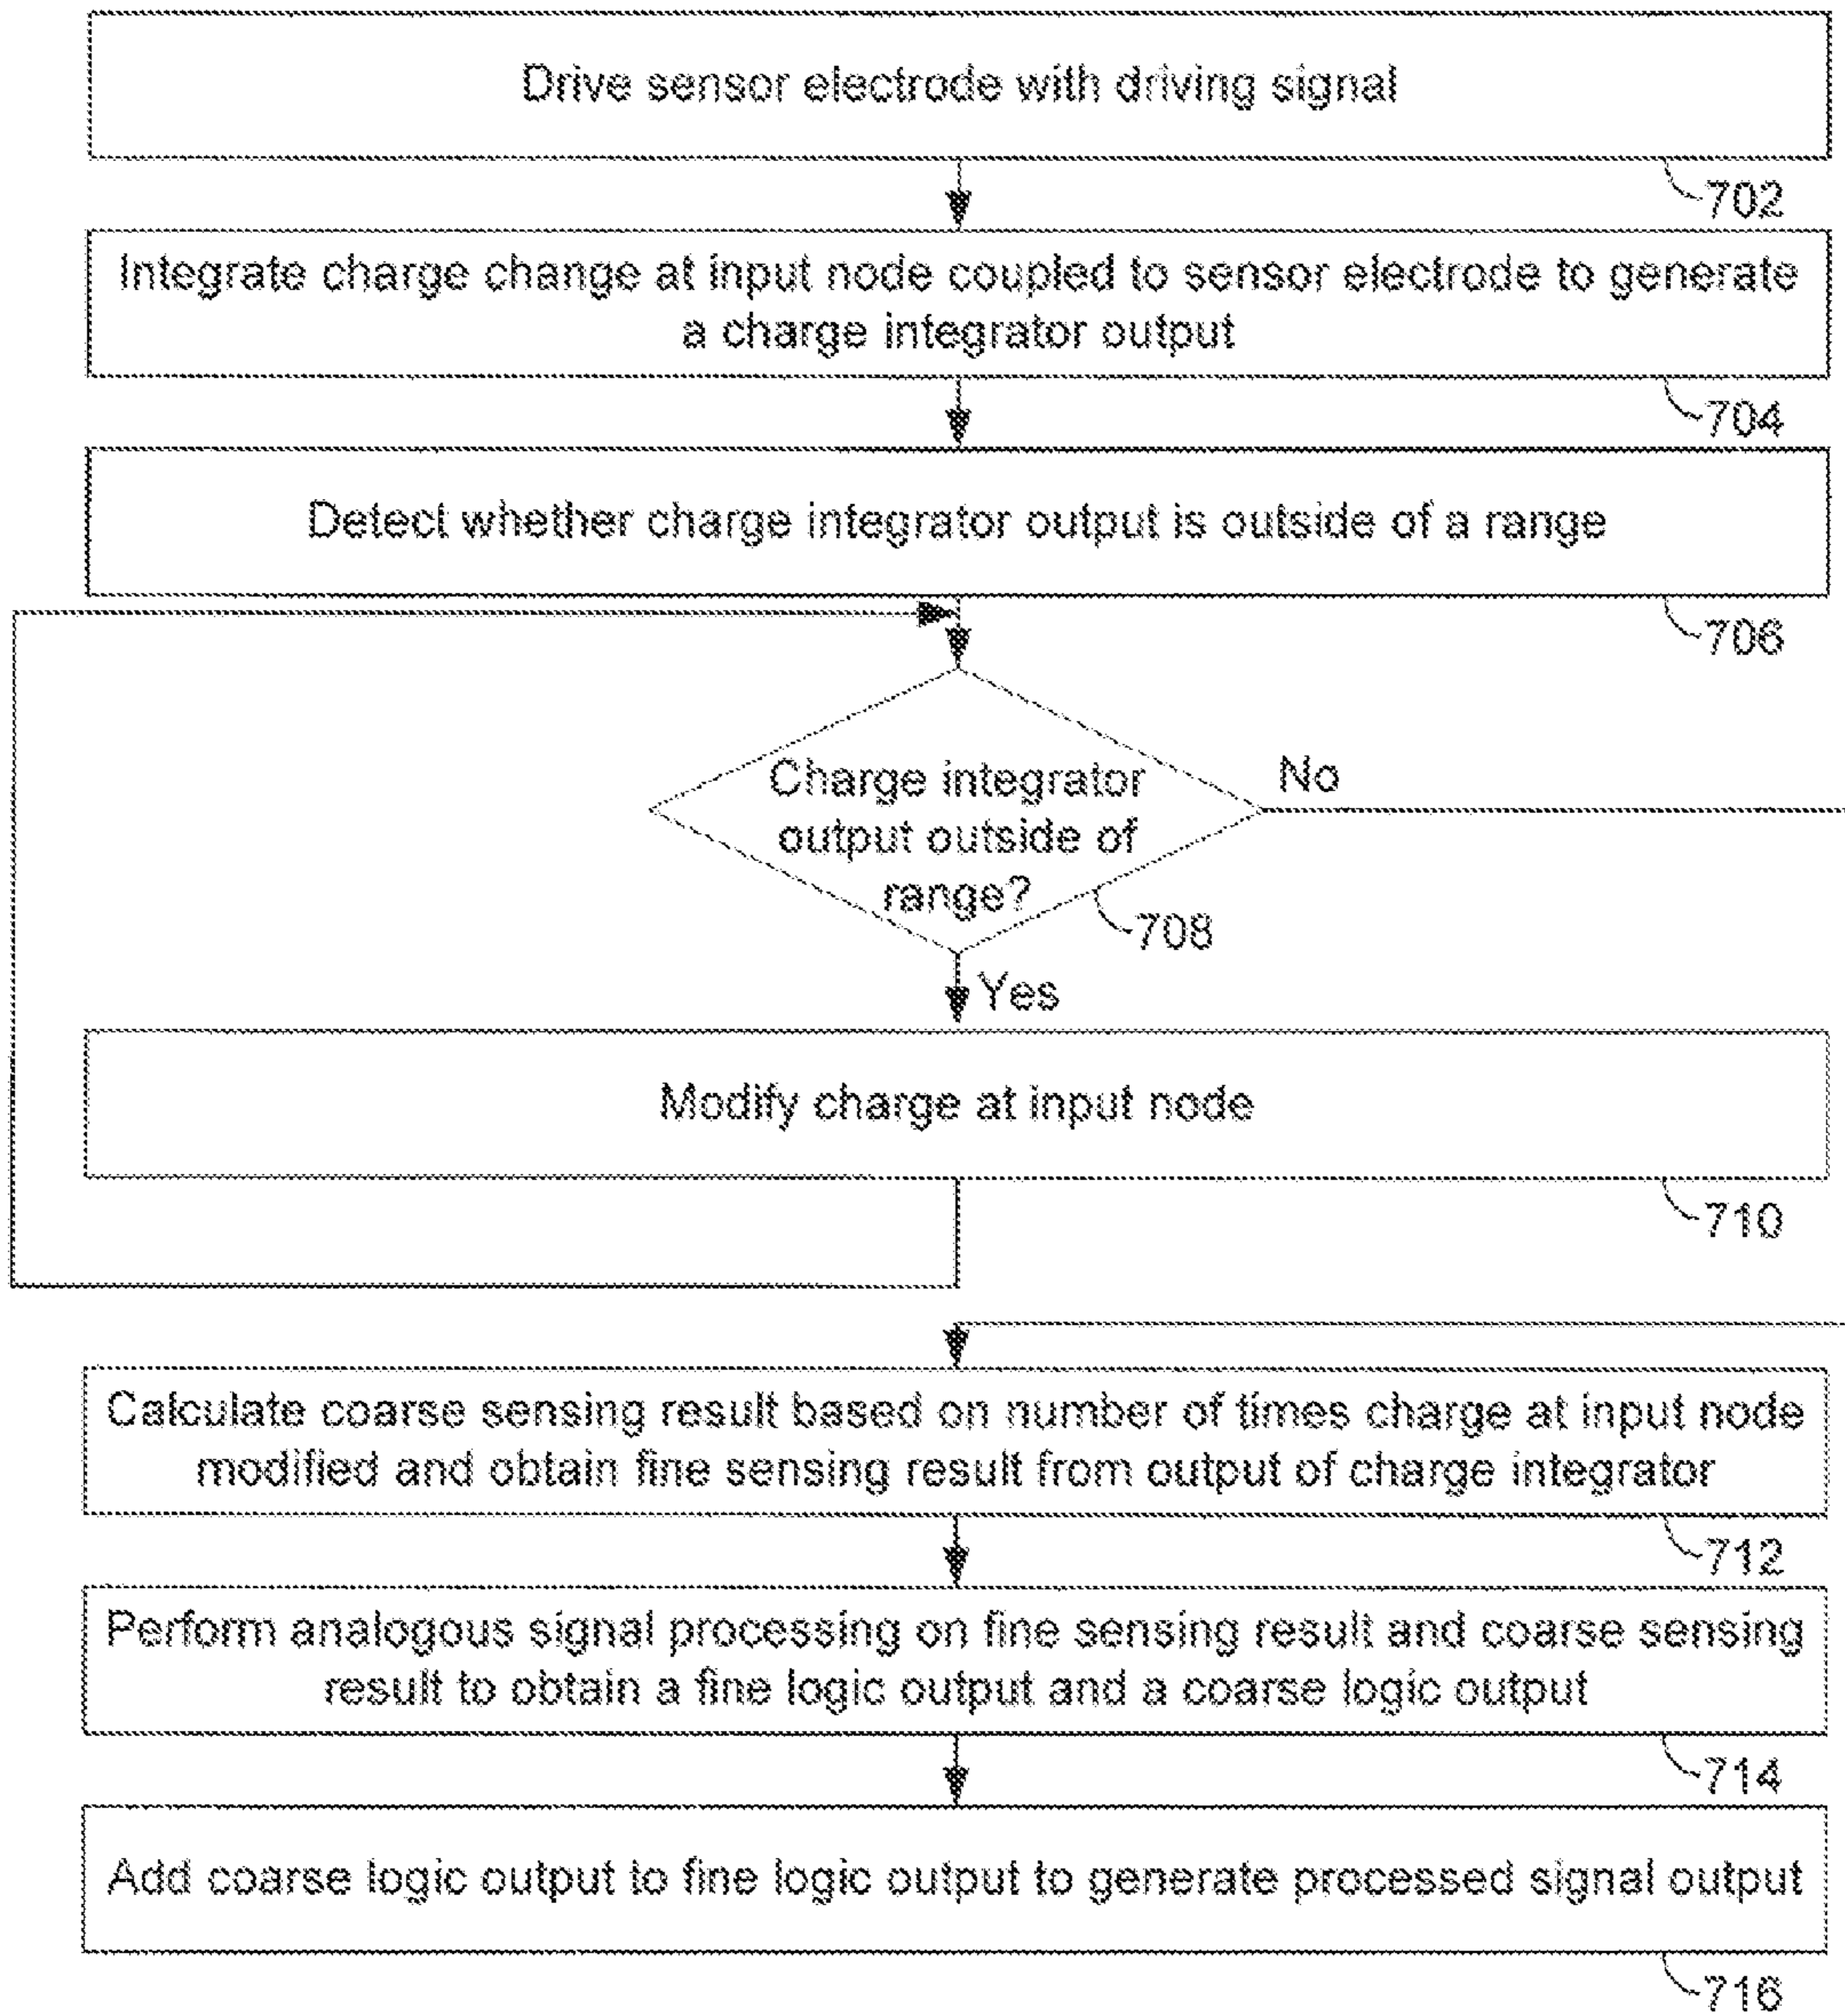 Drive sensor electrode with driving signal
702
Integrate charge change at input node coupled to sensor electrode to generate
a charge integrator output
704
Detect whether charge integrator output is outside of a range
706
Charge integrator
output outside of
range?
No
708
Yes
Modify charge at input node
710
Calculate coarse sensing result based on number of times charge at input node
modified and obtain fine sensing result from output of charge integrator
712
Perform analogous signal processing on fine sensing result and coarse sensing
result to obtain a fine logic output and a coarse logic output
714
Add coarse logic output to fine logic output to generate processed signal output
716